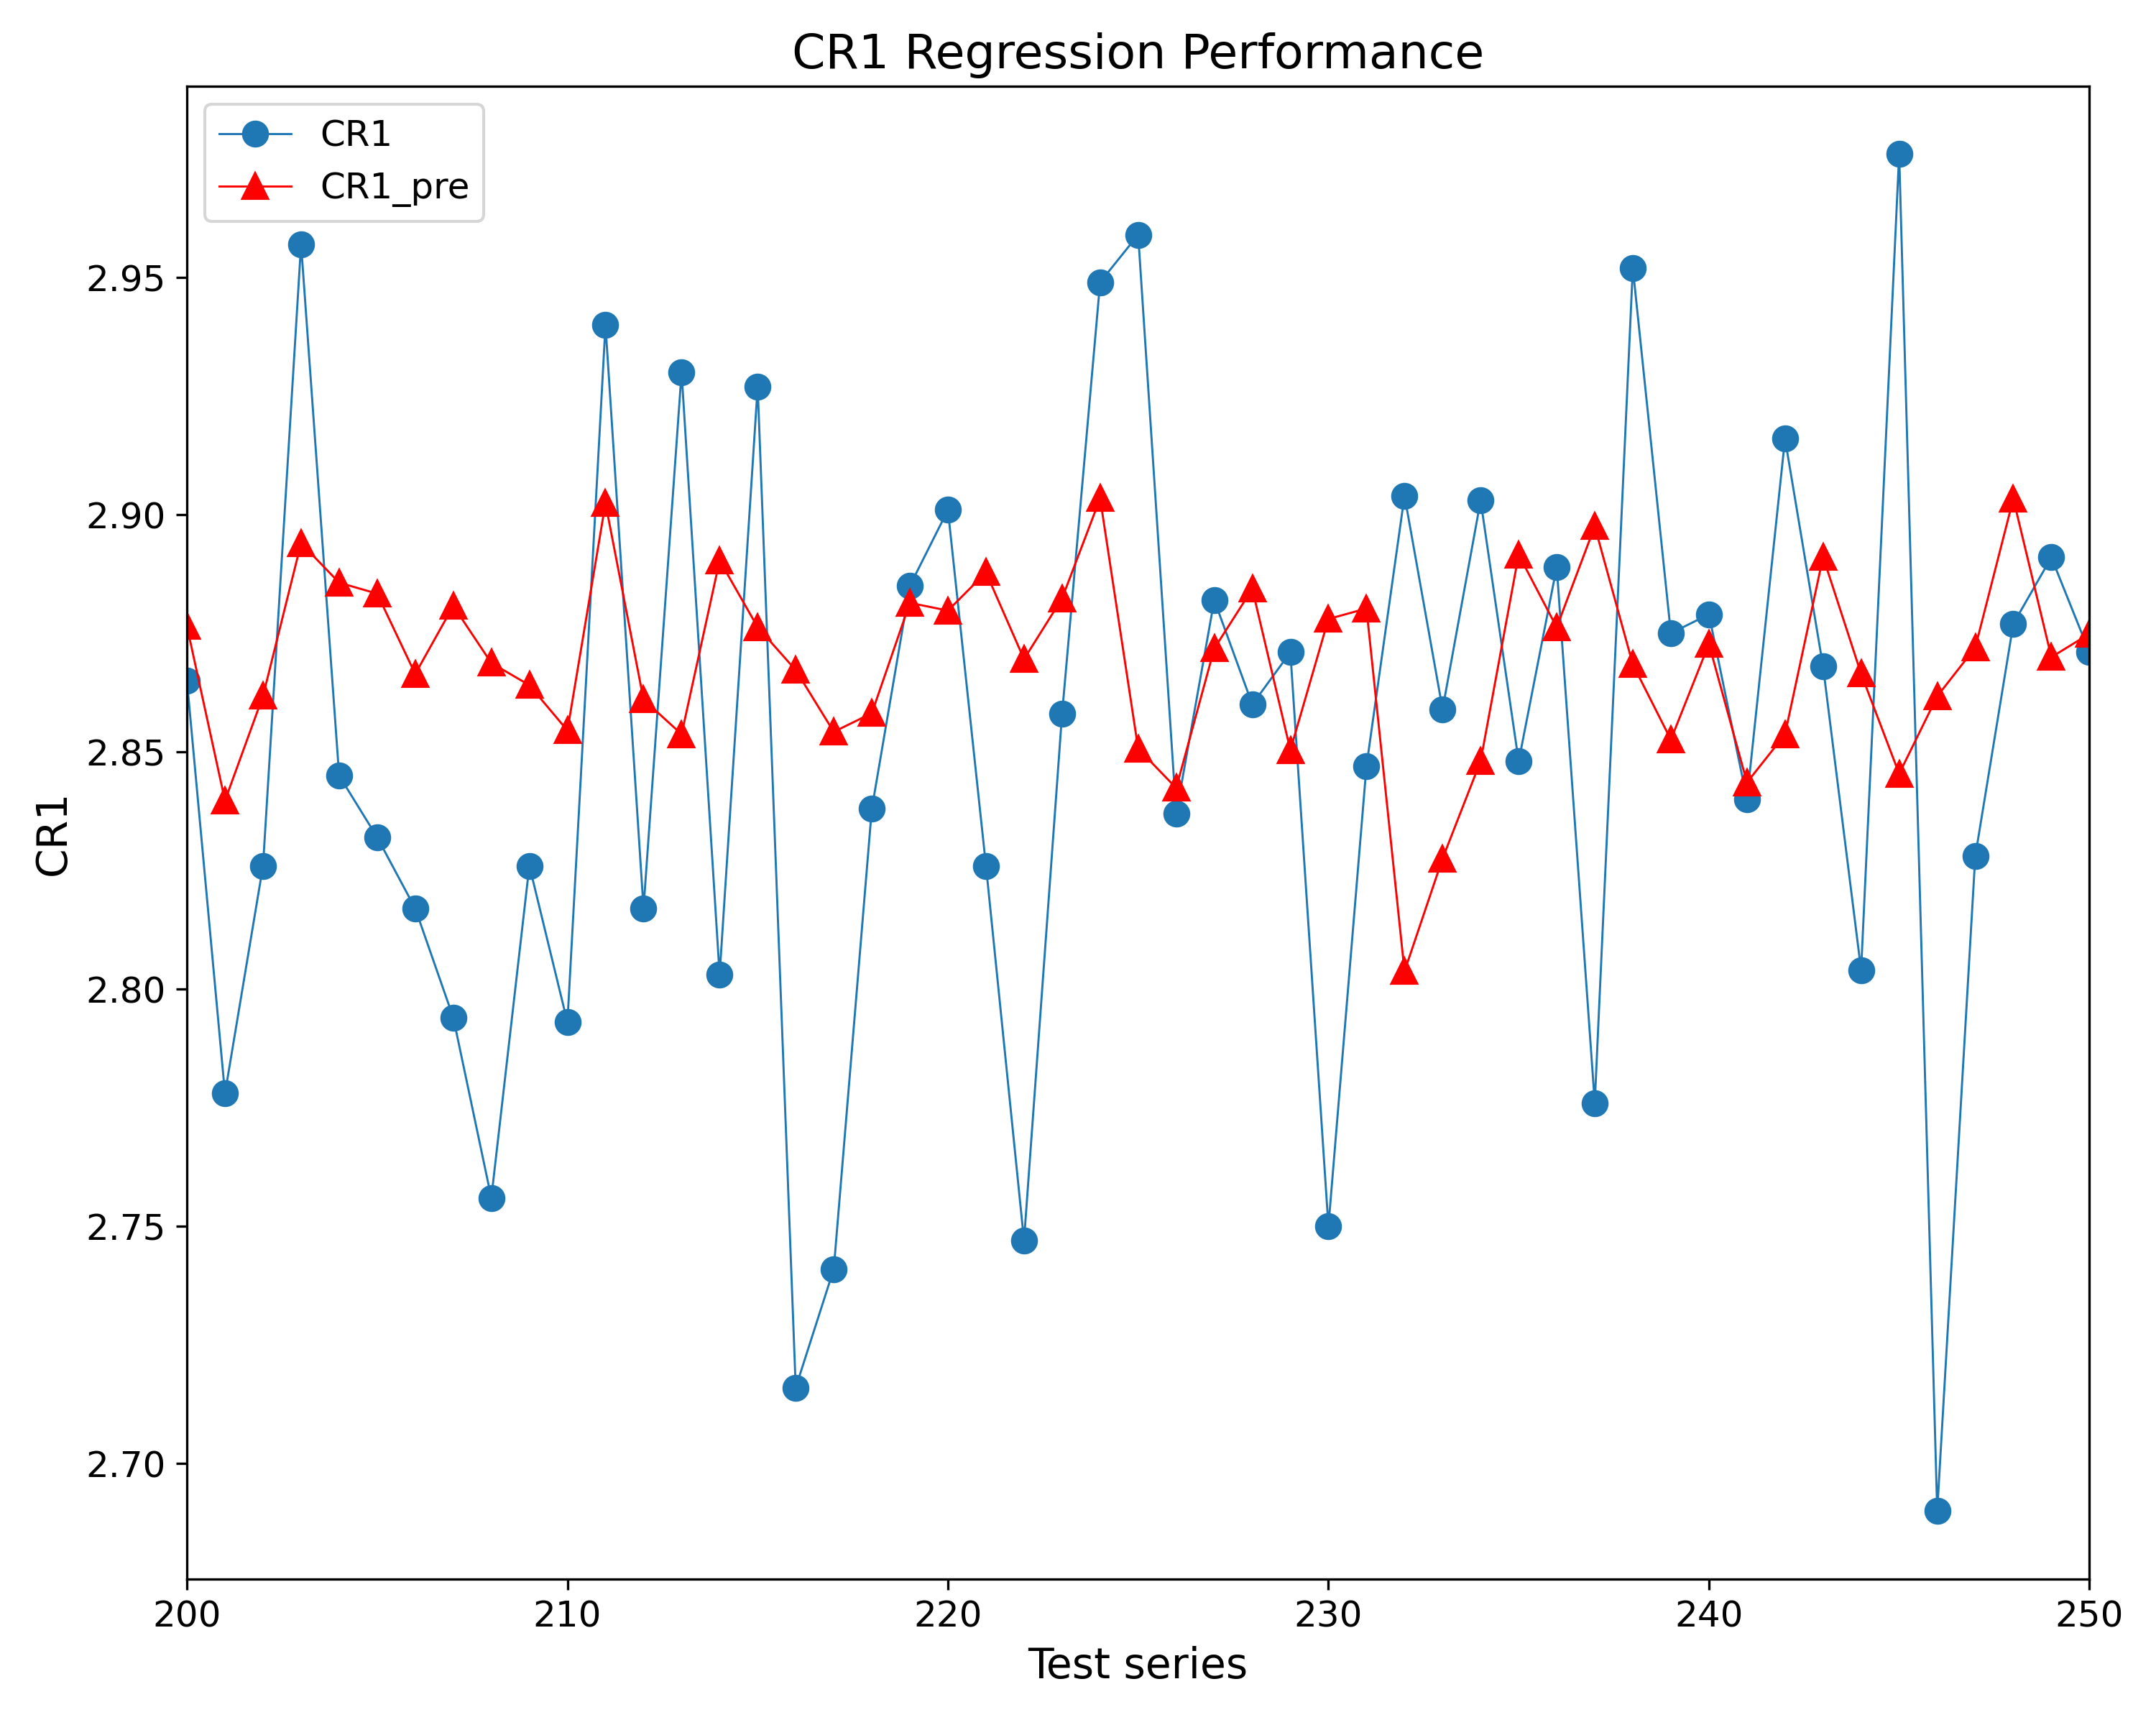 CR1 Regression Performance
CR1
CR1_pre
2.95
2.90
2.85
2.80
2.75
2.70
CR1
200 210 220 230 240 250
Test series